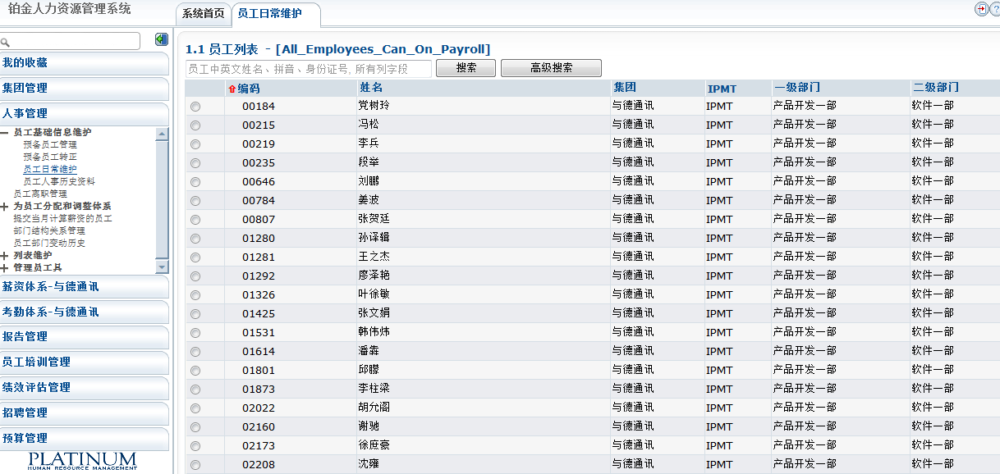 铂金人力资源管理系统
系统首页 员工日常维护
我的收藏
集团管理
人事管理
员工基础信息维护
预备员工管理
预备员工转正
员工日常维护
员工人事历史资料
员工离职管理
为员工分配和调整体系
提交当月计算薪资的员工
部门结构关系管理
员工部门变动历史
列表维护
管理员工具
薪资体系-与德通讯
考勤体系-与德通讯
报告管理
员工培训管理
绩效评估管理
招聘管理
预算管理
PLATINUM
HUMAN RESOURCE MANAGEMENT
1.1 员工列表 - [All_Employees_Can_On_Payroll]
员工中英文姓名、拼音、身份证号, 所有列字段 搜索 高级搜索
编码 姓名 集团 IPMT 一级部门 二级部门
00184 党树玲 与德通讯 IPMT 产品开发一部 软件一部
00215 冯松 与德通讯 IPMT 产品开发一部 软件一部
00219 李兵 与德通讯 IPMT 产品开发一部 软件一部
00235 段举 与德通讯 IPMT 产品开发一部 软件一部
00646 刘鹏 与德通讯 IPMT 产品开发一部 软件一部
00784 姜波 与德通讯 IPMT 产品开发一部 软件一部
00807 张贺廷 与德通讯 IPMT 产品开发一部 软件一部
01280 孙译辑 与德通讯 IPMT 产品开发一部 软件一部
01281 王之杰 与德通讯 IPMT 产品开发一部 软件一部
01292 廖泽艳 与德通讯 IPMT 产品开发一部 软件一部
01326 叶徐敏 与德通讯 IPMT 产品开发一部 软件一部
01425 张文娟 与德通讯 IPMT 产品开发一部 软件一部
01531 韩伟炜 与德通讯 IPMT 产品开发一部 软件一部
01614 潘犇 与德通讯 IPMT 产品开发一部 软件一部
01801 邱朦 与德通讯 IPMT 产品开发一部 软件一部
01873 李柱梁 与德通讯 IPMT 产品开发一部 软件一部
02022 胡允阁 与德通讯 IPMT 产品开发一部 软件一部
02160 谢驰 与德通讯 IPMT 产品开发一部 软件一部
02173 徐庶豪 与德通讯 IPMT 产品开发一部 软件一部
02208 沈雍 与德通讯 IPMT 产品开发一部 软件一部